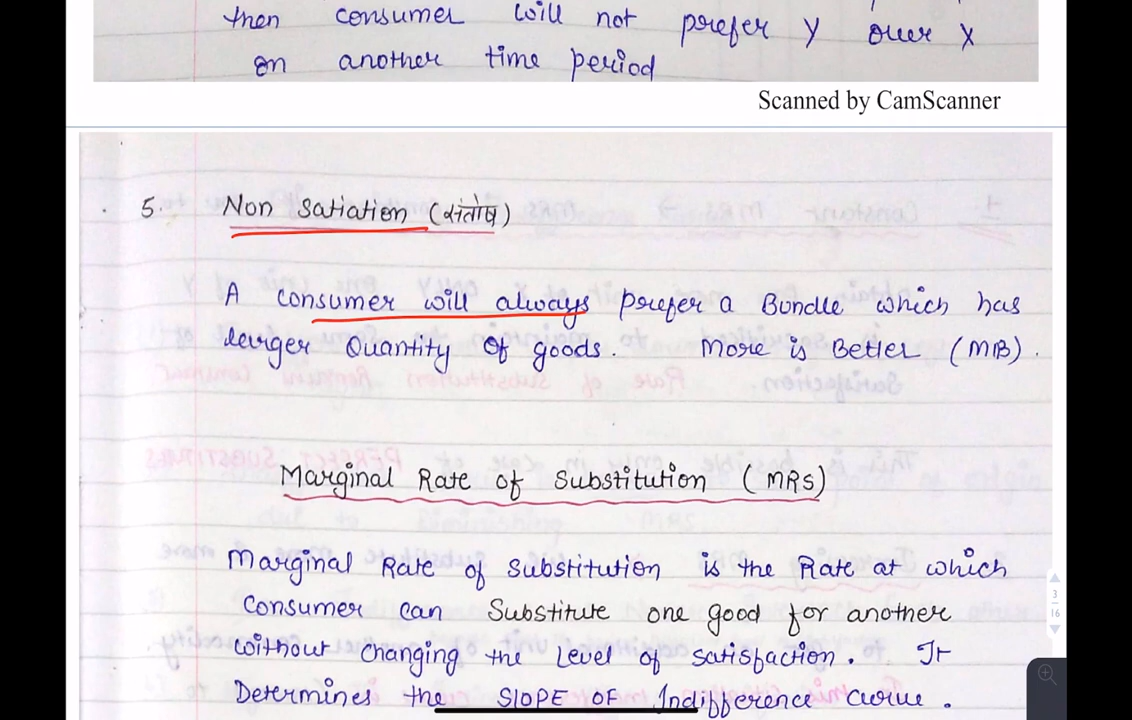 then consumer will not prefer y over x
on another time period
Scanned by CamScanner
5. Non Satiation (संतोष)
A consumer will always prefer a Bundle which has
larger Quantity of goods. More is Better (MB).
Marginal Rate of Substitution (MRS)
Marginal Rate of Substitution is the Rate at which
Consumer can Substitute one good for another
without changing the Level of satisfaction. It
Determines the SLOPE OF Indifference curve.
3
16